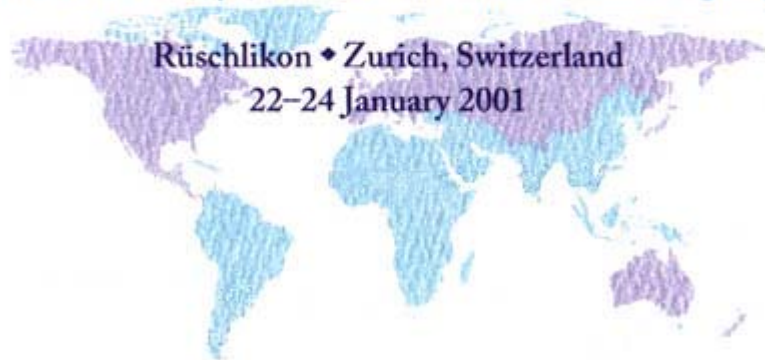 Rüschlikon ◆ Zurich, Switzerland
22–24 January 2001